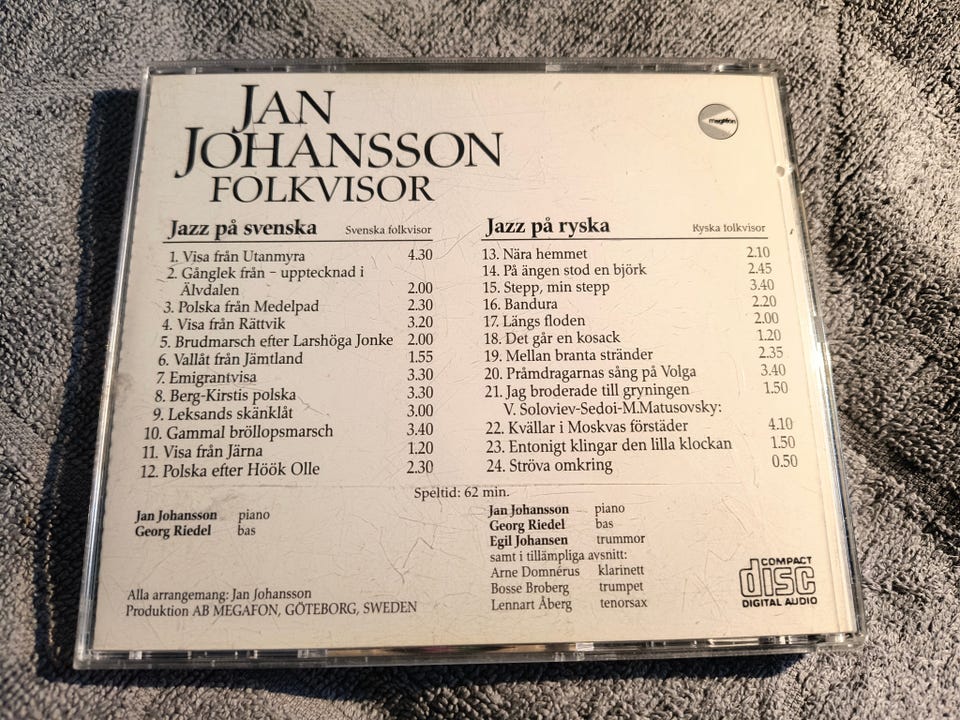 JAN
JOHANSSON
FOLKVISOR
megafon
Jazz på svenska Svenska folkvisor
1. Visa från Utanmyra 4.30
2. Gånglek från – upptecknad i
Älvdalen 2.00
3. Polska från Medelpad 2.30
4. Visa från Rättvik 3.20
5. Brudmarsch efter Larshöga Jonke 2.00
6. Vallåt från Jämtland 1.55
7. Emigrantvisa 3.30
8. Berg-Kirstis polska 3.30
9. Leksands skänklåt 3.00
10. Gammal bröllopsmarsch 3.40
11. Visa från Järna 1.20
12. Polska efter Höök Olle 2.30
Jazz på ryska Ryska folkvisor
13. Nära hemmet 2.10
14. På ängen stod en björk 2.45
15. Stepp, min stepp 3.40
16. Bandura 2.20
17. Längs floden 2.00
18. Det går en kosack 1.20
19. Mellan branta stränder 2.35
20. Pråmdragarnas sång på Volga 3.40
21. Jag broderade till gryningen 1.50
V. Soloviev-Sedoi-M.Matusovsky:
22. Kvällar i Moskvas förstäder 4.10
23. Entonigt klingar den lilla klockan 1.50
24. Ströva omkring 0.50
Speltid: 62 min.
Jan Johansson piano
Georg Riedel bas
Jan Johansson piano
Georg Riedel bas
Egil Johansen trummor
samt i tillämpliga avsnitt:
Arne Domnérus klarinett
Bosse Broberg trumpet
Lennart Åberg tenorsax
Alla arrangemang: Jan Johansson
Produktion AB MEGAFON, GÖTEBORG, SWEDEN
COMPACT
disc
DIGITAL AUDIO